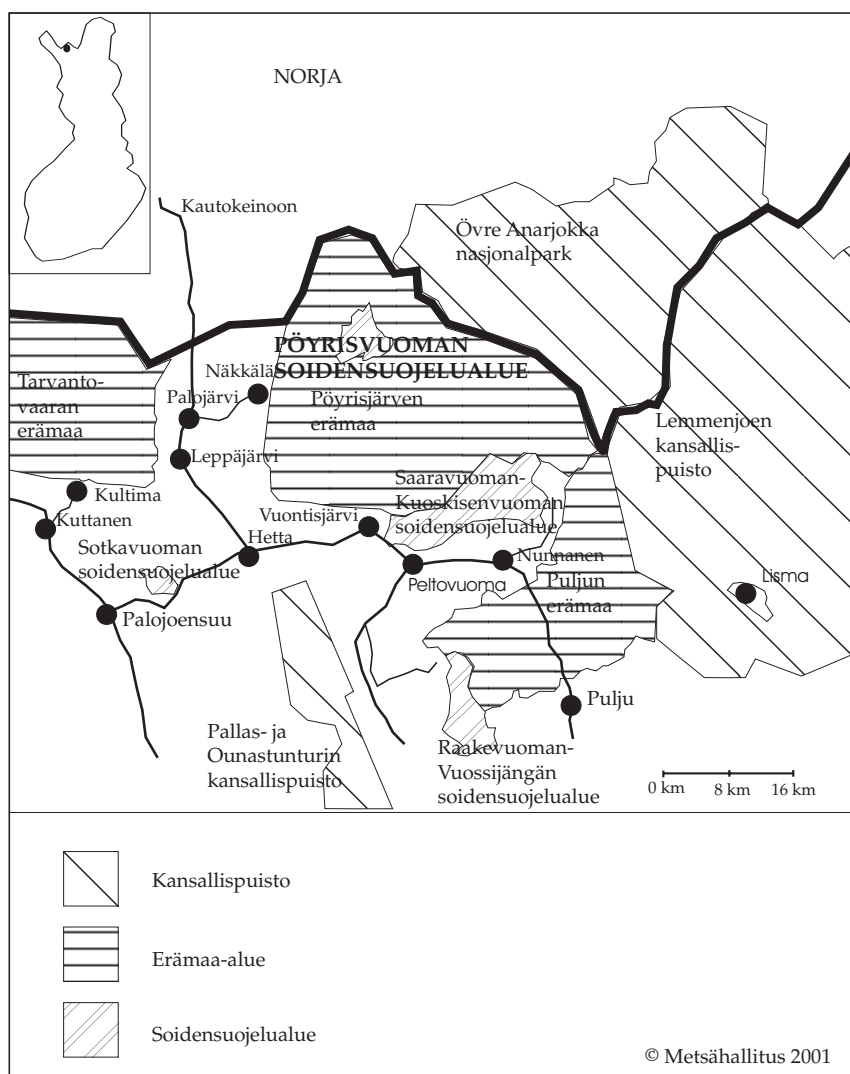 NORJA
Kautokeinoon
Övre Anarjokka
nasjonalpark
PÖYRISVUOMAN
SOIDENSUOJELUALUE
Näkkälä
Tarvanto-
vaaran
erämaa
Palojärvi
Pöyrisjärven
erämaa
Lemmenjoen
kansallis-
puisto
Leppäjärvi
Saaravuoman-
Kuoskisenvuoman
soidensuojelualue
Kultima
Kuttanen
Vuontisjärvi
Hetta
Sotkavuoman
soidensuojelualue
Nunnanen
Peltovuoma
Puljun
erämaa
Lisma
Palojoensuu
Pulju
Pallas- ja
Ounastunturin
kansallispuisto
Raakevuoman-
Vuossijängän
soidensuojelualue
0 km 8 km 16 km
Kansallispuisto
Erämaa-alue
Soidensuojelualue
© Metsähallitus 2001